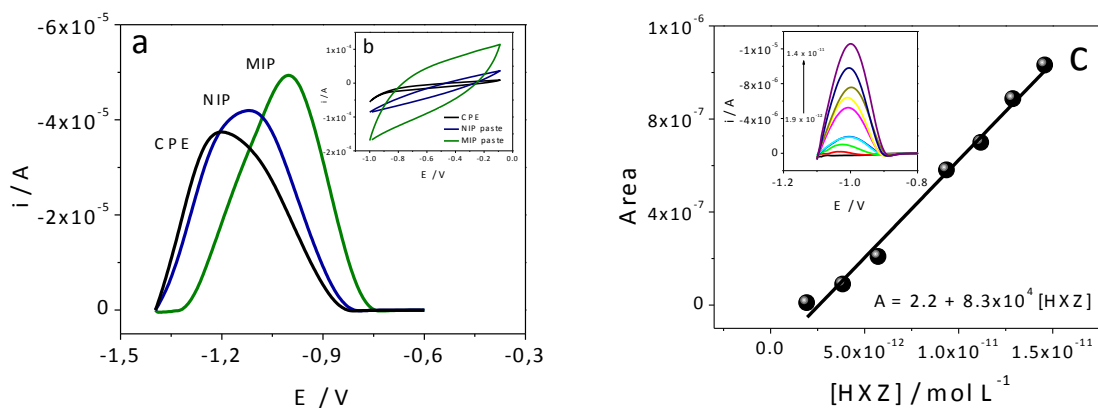 a
-6x10⁻⁵
-4x10⁻⁵
-2x10⁻⁵
0
i / A
-1,5
-1,2
-0,9
-0,6
-0,3
E / V
CPE
NIP
MIP
b
1x10⁻⁴
0
-1x10⁻⁴
-2x10⁻⁴
i / A
-1.0
-0.8
-0.6
-0.4
-0.2
0.0
E / V
CPE
NIP paste
MIP paste
C
1x10⁻⁶
8x10⁻⁷
4x10⁻⁷
0
Area
0.0
5.0x10⁻¹²
1.0x10⁻¹¹
1.5x10⁻¹¹
[HXZ] / mol L⁻¹
A = 2.2 + 8.3x10⁴ [HXZ]
-1x10⁻⁵
-8x10⁻⁶
-4x10⁻⁶
0
i / A
1.4 x 10⁻¹¹
1.9 x 10⁻¹²
-1.2
-1.0
-0.8
E / V